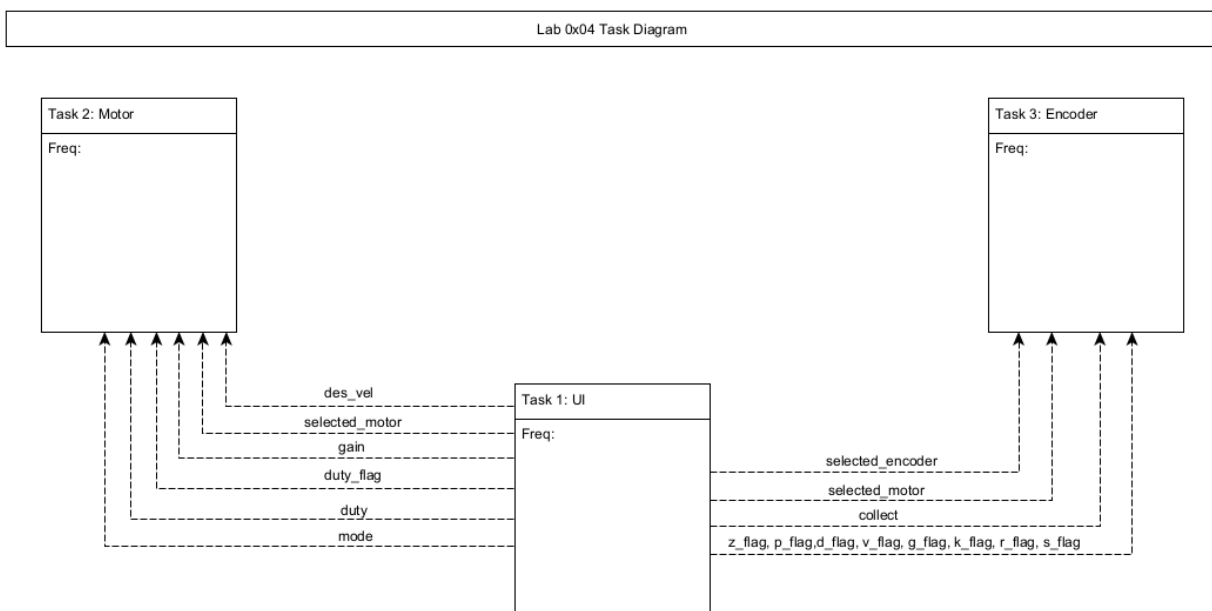 Lab 0x04 Task Diagram
Task 2: Motor
Freq:
Task 3: Encoder
Freq:
des_vel
selected_motor
gain
duty_flag
duty
mode
Task 1: UI
Freq:
selected_encoder
selected_motor
collect
z_flag, p_flag,d_flag, v_flag, g_flag, k_flag, r_flag, s_flag